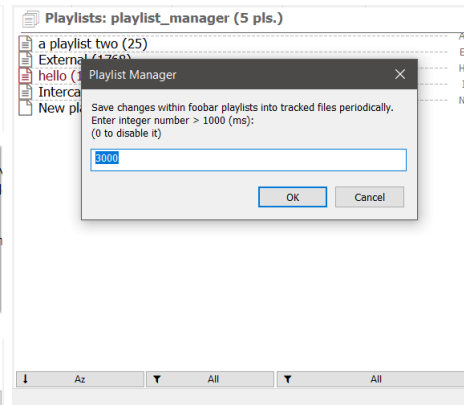 Playlists: playlist_manager (5 pls.)
a playlist two (25)
External (1768)
hello (1
Interca
New pl
Playlist Manager
Save changes within foobar playlists into tracked files periodically.
Enter integer number > 1000 (ms):
(0 to disable it)
3000
OK
Cancel
A
E
H
I
N
Az
All
All